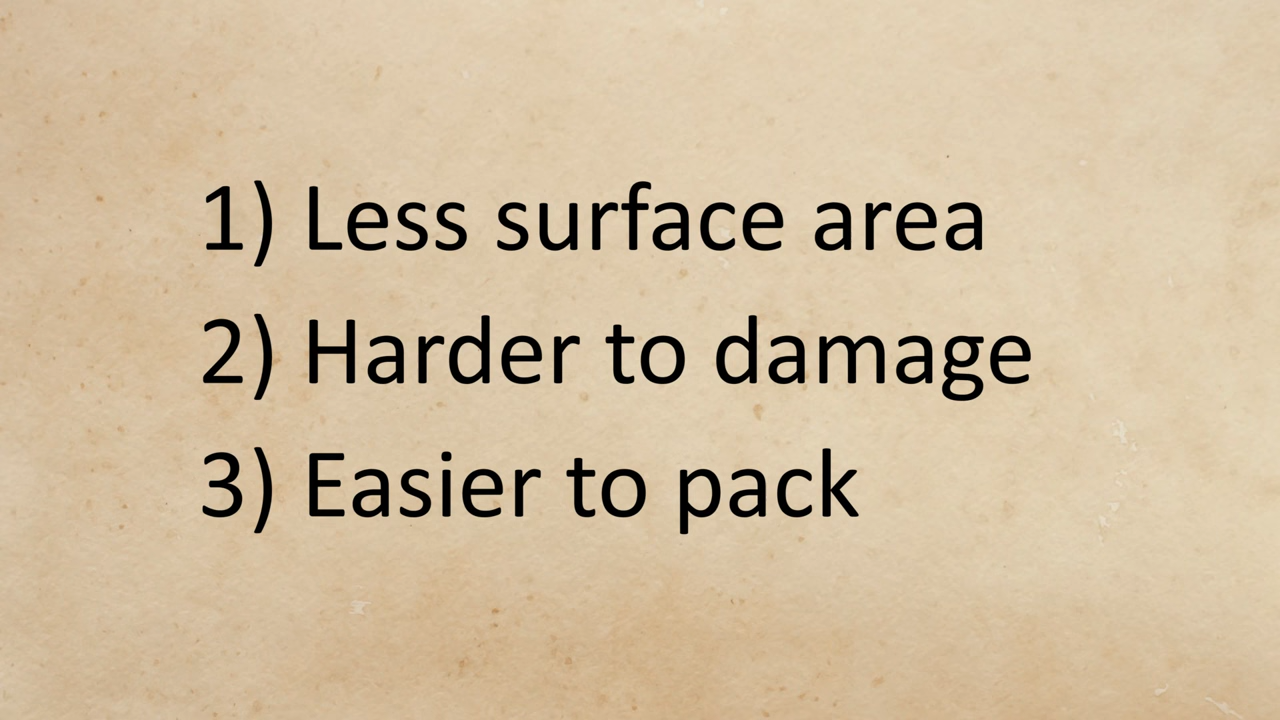 1) Less surface area
2) Harder to damage
3) Easier to pack